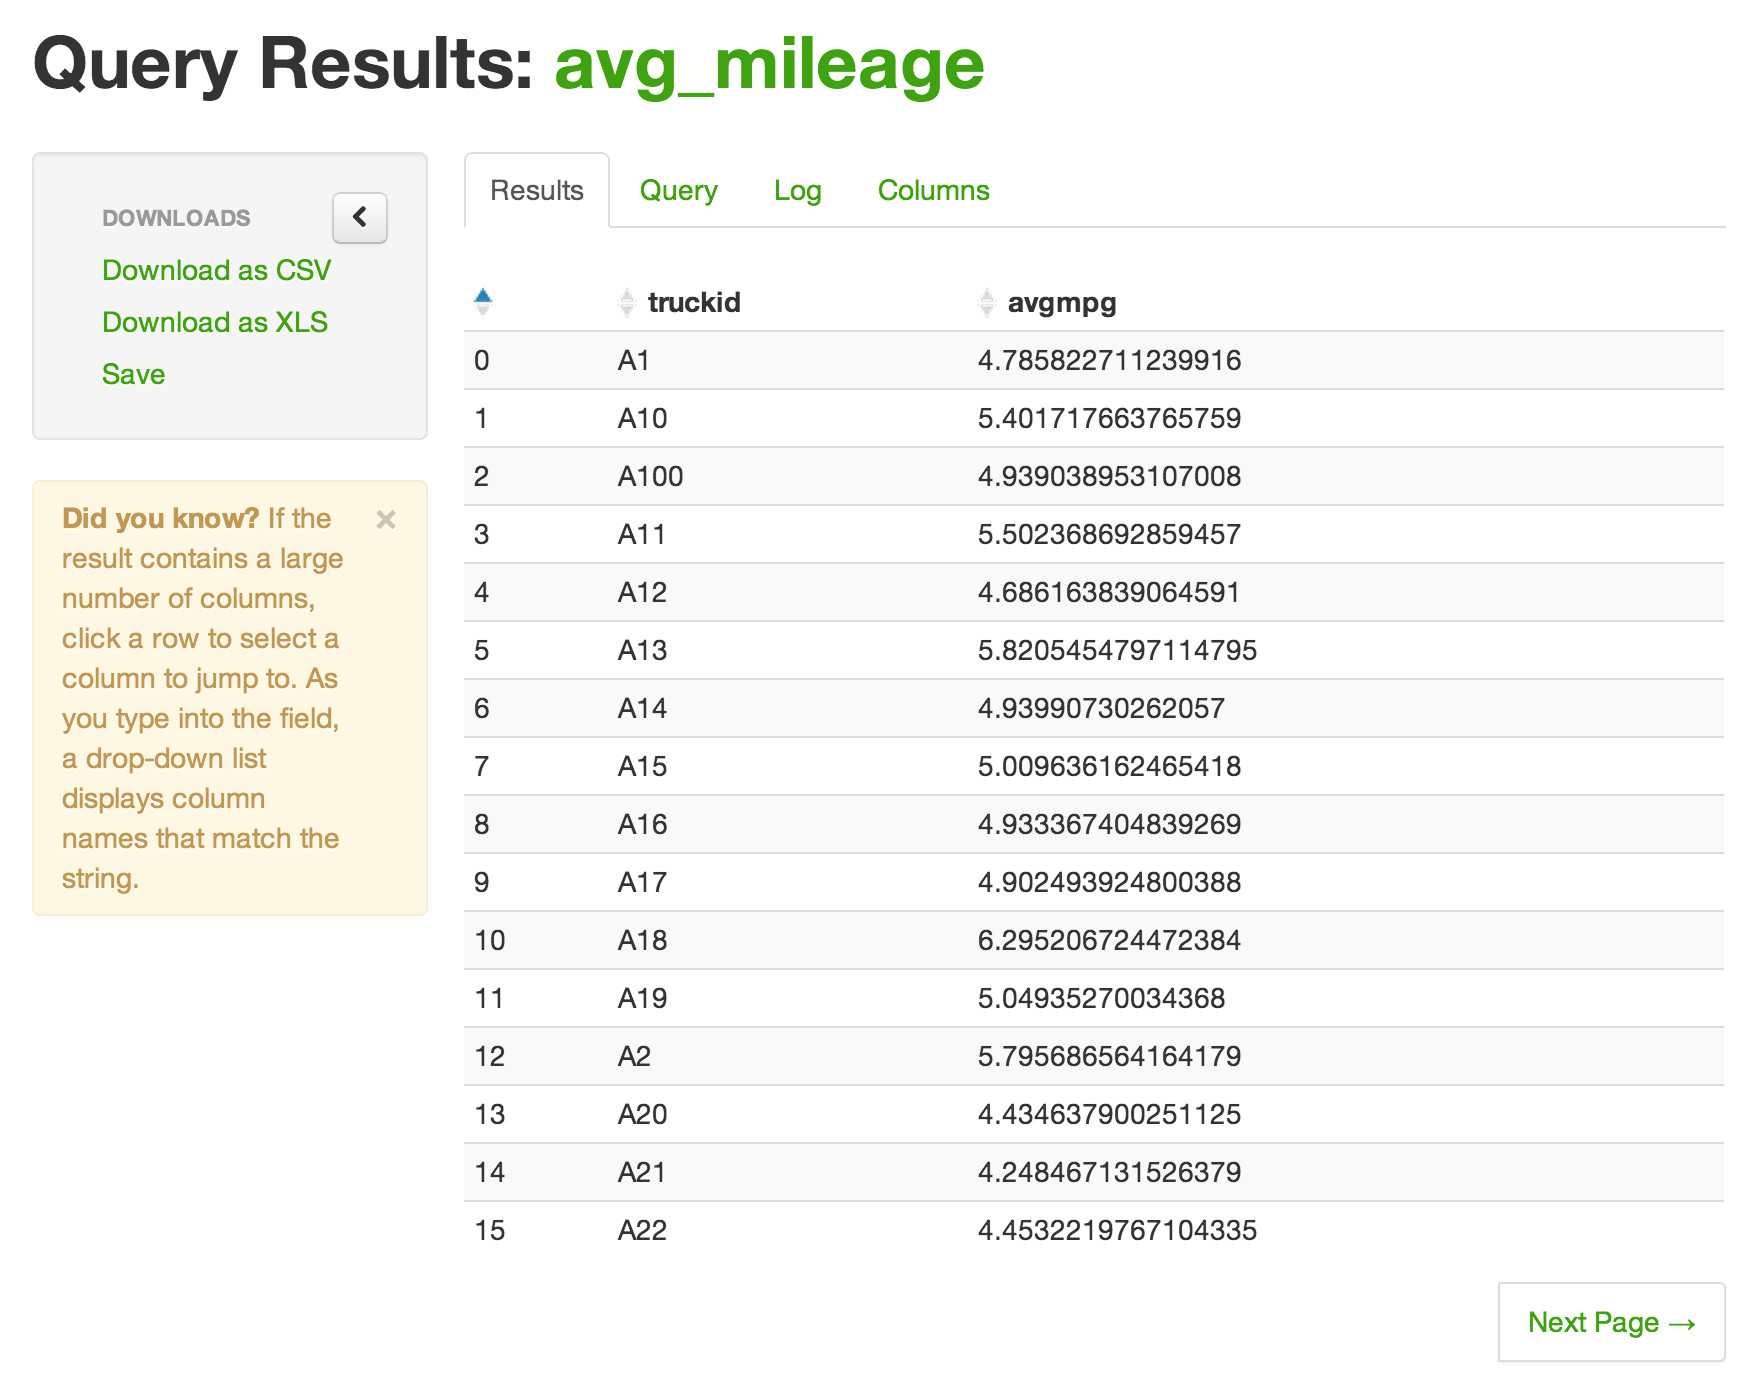 Query Results: avg_mileage
DOWNLOADS
Download as CSV
Download as XLS
Save
Did you know? If the
result contains a large
number of columns,
click a row to select a
column to jump to. As
you type into the field,
a drop-down list
displays column
names that match the
string.
Results Query Log Columns
truckid avgmpg
0 A1 4.785822711239916
1 A10 5.401717663765759
2 A100 4.939038953107008
3 A11 5.502368692859457
4 A12 4.686163839064591
5 A13 5.8205454797114795
6 A14 4.93990730262057
7 A15 5.009636162465418
8 A16 4.933367404839269
9 A17 4.902493924800388
10 A18 6.295206724472384
11 A19 5.04935270034368
12 A2 5.795686564164179
13 A20 4.434637900251125
14 A21 4.248467131526379
15 A22 4.4532219767104335
Next Page →